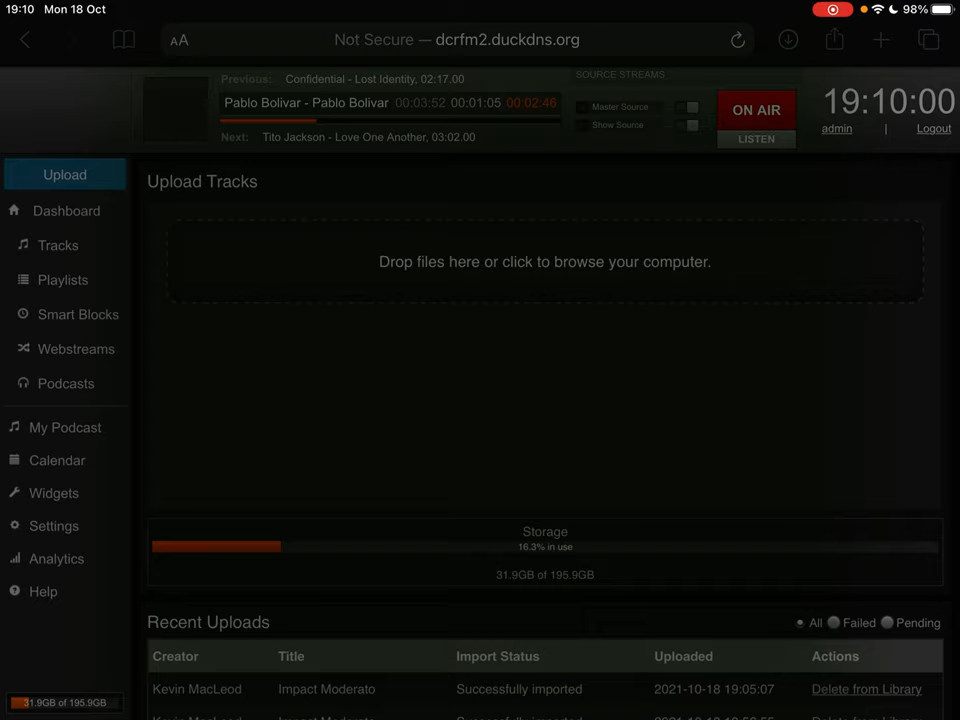 19:10 Mon 18 Oct
98%
AA
Not Secure — dcrfm2.duckdns.org
Previous: Confidential - Lost Identity, 02:17.00
Pablo Bolivar - Pablo Bolivar 00:03:52 00:01:05 00:02:46
Next: Tito Jackson - Love One Another, 03:02.00
SOURCE STREAMS
Master Source
Show Source
ON AIR
LISTEN
19:10:00
admin | Logout
Upload
Dashboard
Tracks
Playlists
Smart Blocks
Webstreams
Podcasts
My Podcast
Calendar
Widgets
Settings
Analytics
Help
31.9GB of 195.9GB
Upload Tracks
Drop files here or click to browse your computer.
Storage
16.3% in use
31.9GB of 195.9GB
Recent Uploads
All Failed Pending
Creator Title Import Status Uploaded Actions
Kevin MacLeod Impact Moderato Successfully imported 2021-10-18 19:05:07 Delete from Library